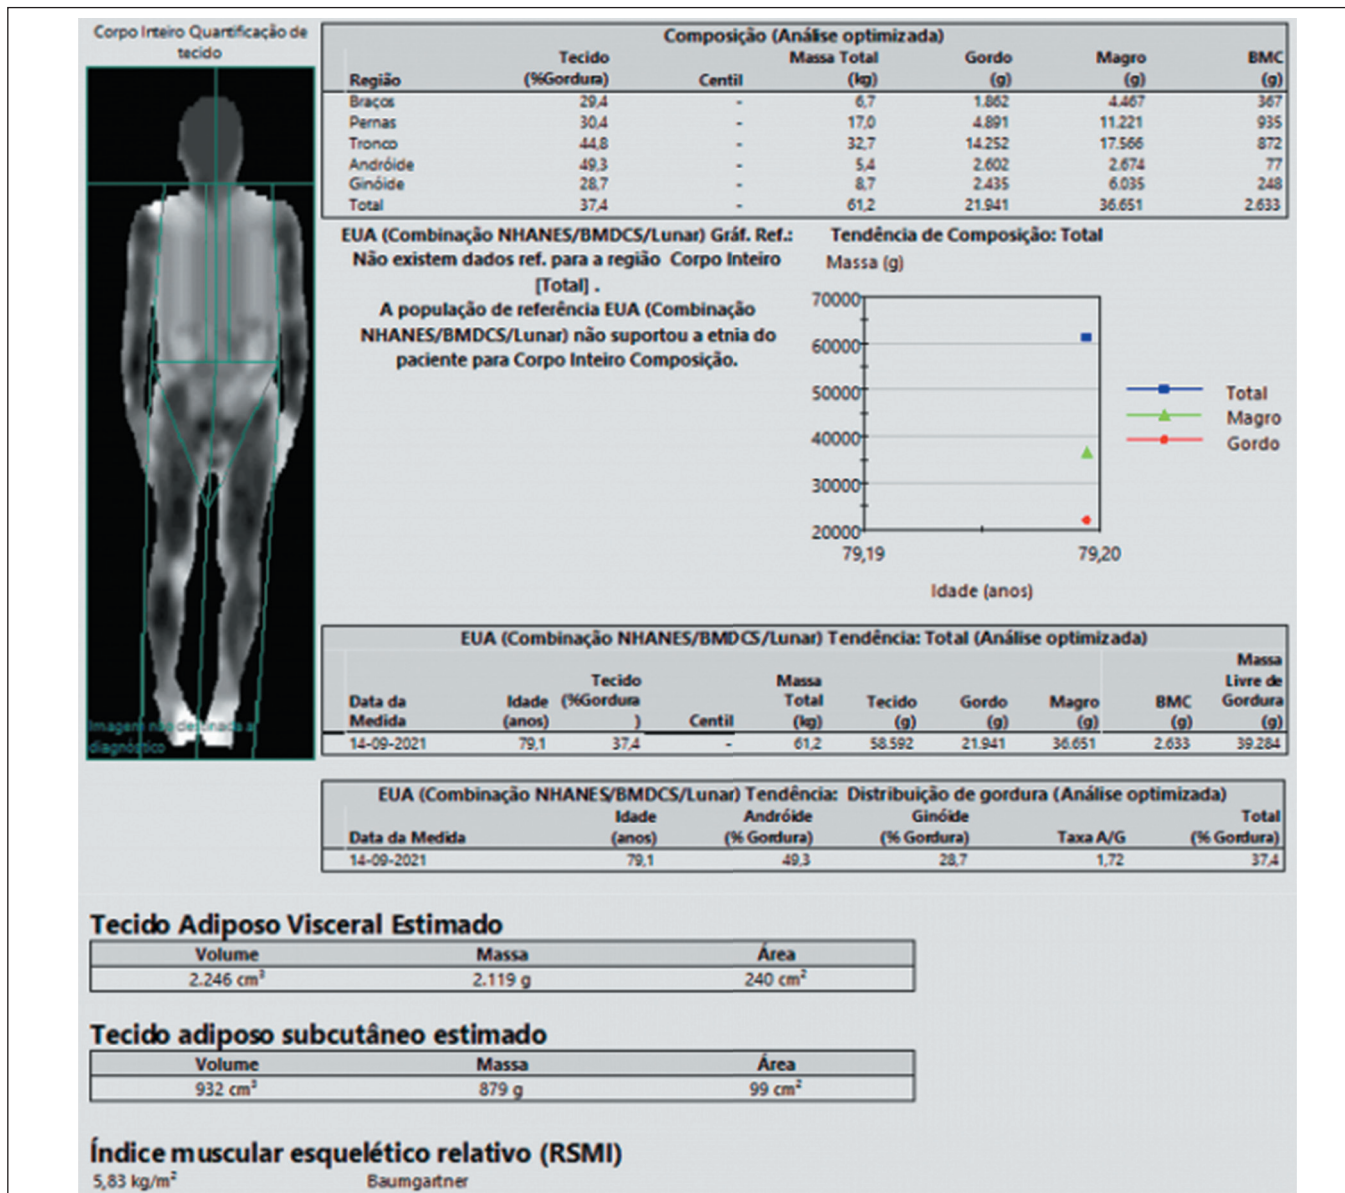 Corpo Inteiro Quantificação de
tecido
Imagem não destinada a
diagnóstico
Composição (Análise optimizada)
Região Tecido (%Gordura) Centil Massa Total (kg) Gordo (g) Magro (g) BMC (g)
Braços 29,4 - 6,7 1.862 4.467 367
Pernas 30,4 - 17,0 4.891 11.221 935
Tronco 44,8 - 32,7 14.252 17.566 872
Andróide 49,3 - 5,4 2.602 2.674 77
Ginóide 28,7 - 8,7 2.435 6.035 248
Total 37,4 - 61,2 21.941 36.651 2.633
EUA (Combinação NHANES/BMDCS/Lunar) Gráf. Ref.:
Não existem dados ref. para a região Corpo Inteiro
[Total] .
A população de referência EUA (Combinação
NHANES/BMDCS/Lunar) não suportou a etnia do
paciente para Corpo Inteiro Composição.
Tendência de Composição: Total
Massa (g)
70000
60000
50000
40000
30000
20000
79,19 79,20
Idade (anos)
Total
Magro
Gordo
EUA (Combinação NHANES/BMDCS/Lunar) Tendência: Total (Análise optimizada)
Data da Medida Idade (anos) Tecido (%Gordura ) Centil Massa Total (kg) Tecido (g) Gordo (g) Magro (g) BMC (g) Massa Livre de Gordura (g)
14-09-2021 79,1 37,4 - 61,2 58.592 21.941 36.651 2.633 39.284
EUA (Combinação NHANES/BMDCS/Lunar) Tendência: Distribuição de gordura (Análise optimizada)
Data da Medida Idade (anos) Andróide (% Gordura) Ginóide (% Gordura) Taxa A/G Total (% Gordura)
14-09-2021 79,1 49,3 28,7 1,72 37,4
Tecido Adiposo Visceral Estimado
Volume Massa Área
2.246 cm³ 2.119 g 240 cm²
Tecido adiposo subcutâneo estimado
Volume Massa Área
932 cm³ 879 g 99 cm²
Índice muscular esquelético relativo (RSMI)
5,83 kg/m² Baumgartner